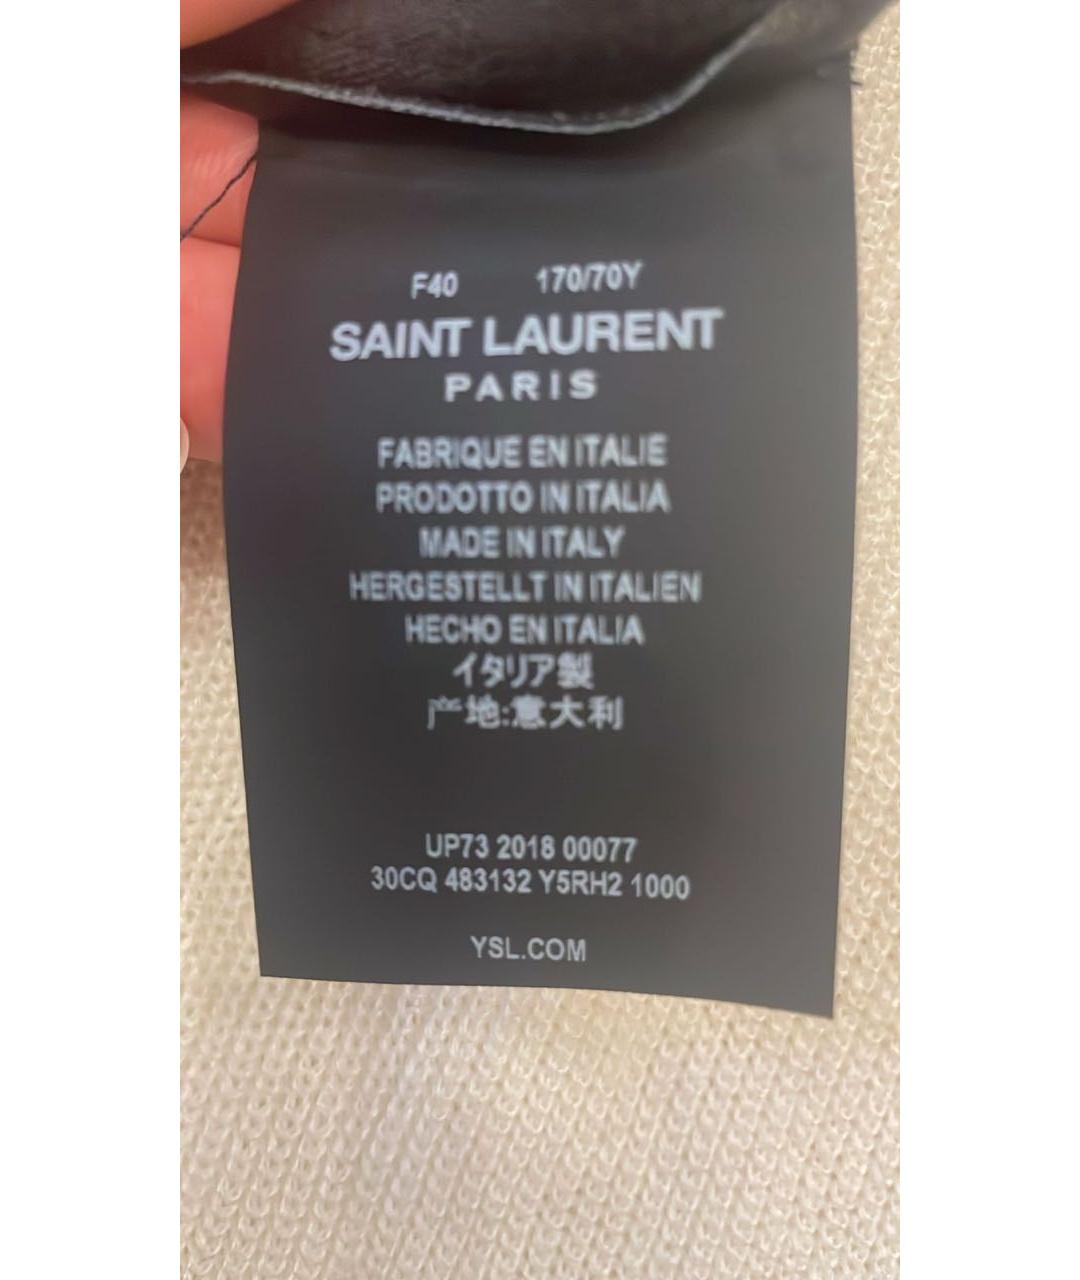 F40 170/70Y
SAINT LAURENT
PARIS
FABRIQUE EN ITALIE
PRODOTTO IN ITALIA
MADE IN ITALY
HERGESTELLT IN ITALIEN
HECHO EN ITALIA
イタリア製
产地:意大利
UP73 2018 00077
30CQ 483132 Y5RH2 1000
YSL.COM